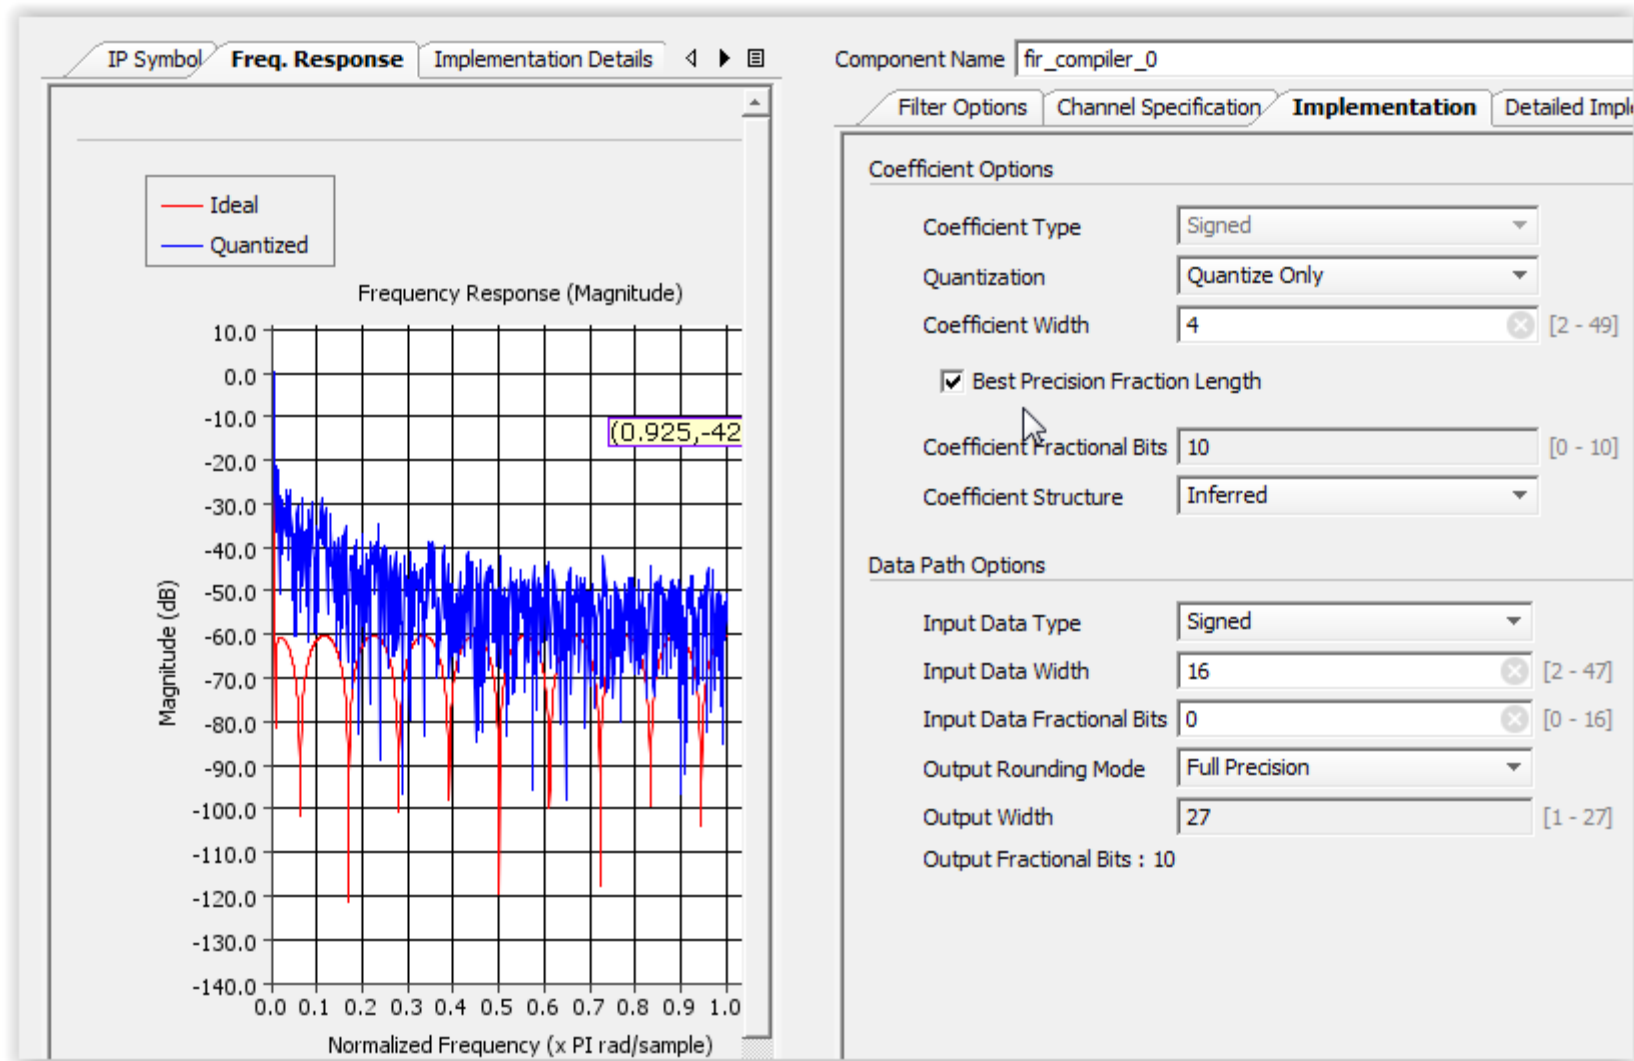 IP Symbol Freq. Response Implementation Details
Ideal
Quantized
Frequency Response (Magnitude)
10.0
0.0
-10.0
-20.0
-30.0
-40.0
-50.0
-60.0
-70.0
-80.0
-90.0
-100.0
-110.0
-120.0
-130.0
-140.0
Magnitude (dB)
(0.925,-42
0.0 0.1 0.2 0.3 0.4 0.5 0.6 0.7 0.8 0.9 1.0
Normalized Frequency (x PI rad/sample)
Component Name fir_compiler_0
Filter Options Channel Specification Implementation Detailed Impl
Coefficient Options
Coefficient Type Signed
Quantization Quantize Only
Coefficient Width 4 [2 - 49]
Best Precision Fraction Length
Coefficient Fractional Bits 10 [0 - 10]
Coefficient Structure Inferred
Data Path Options
Input Data Type Signed
Input Data Width 16 [2 - 47]
Input Data Fractional Bits 0 [0 - 16]
Output Rounding Mode Full Precision
Output Width 27 [1 - 27]
Output Fractional Bits : 10